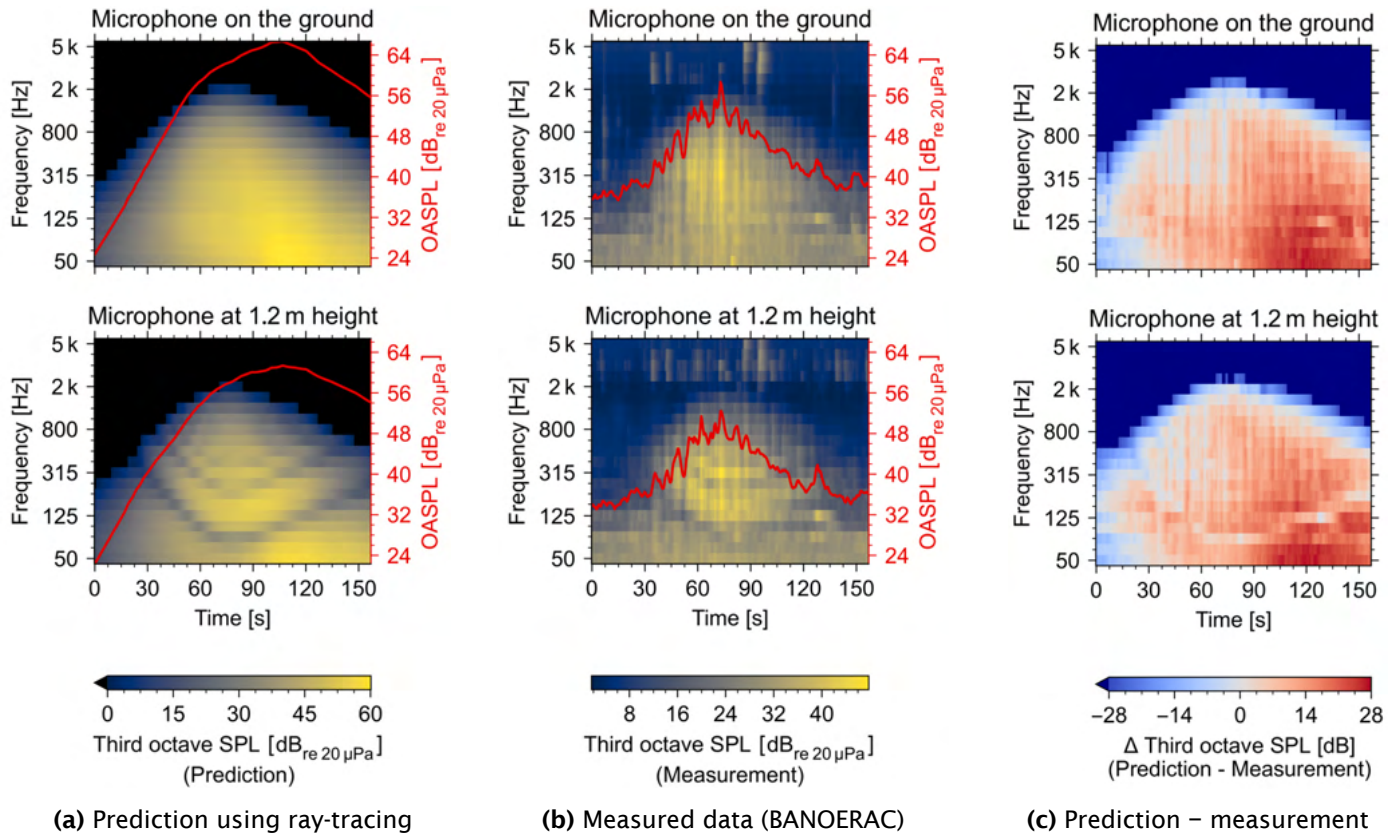 Microphone on the ground
5 k
2 k
800
315
125
50
Frequency [Hz]
64
56
48
40
32
24
OASPL [dB re 20 µPa]
Microphone at 1.2 m height
5 k
2 k
800
315
125
50
Frequency [Hz]
64
56
48
40
32
24
OASPL [dB re 20 µPa]
0 30 60 90 120 150
Time [s]
0 15 30 45 60
Third octave SPL [dB re 20 µPa]
(Prediction)
(a) Prediction using ray-tracing
Microphone on the ground
5 k
2 k
800
315
125
50
Frequency [Hz]
64
56
48
40
32
24
OASPL [dB re 20 µPa]
Microphone at 1.2 m height
5 k
2 k
800
315
125
50
Frequency [Hz]
64
56
48
40
32
24
OASPL [dB re 20 µPa]
0 30 60 90 120 150
Time [s]
8 16 24 32 40
Third octave SPL [dB re 20 µPa]
(Measurement)
(b) Measured data (BANOERAC)
Microphone on the ground
5 k
2 k
800
315
125
50
Frequency [Hz]
Microphone at 1.2 m height
5 k
2 k
800
315
125
50
Frequency [Hz]
0 30 60 90 120 150
Time [s]
−28 −14 0 14 28
Δ Third octave SPL [dB]
(Prediction - Measurement)
(c) Prediction − measurement